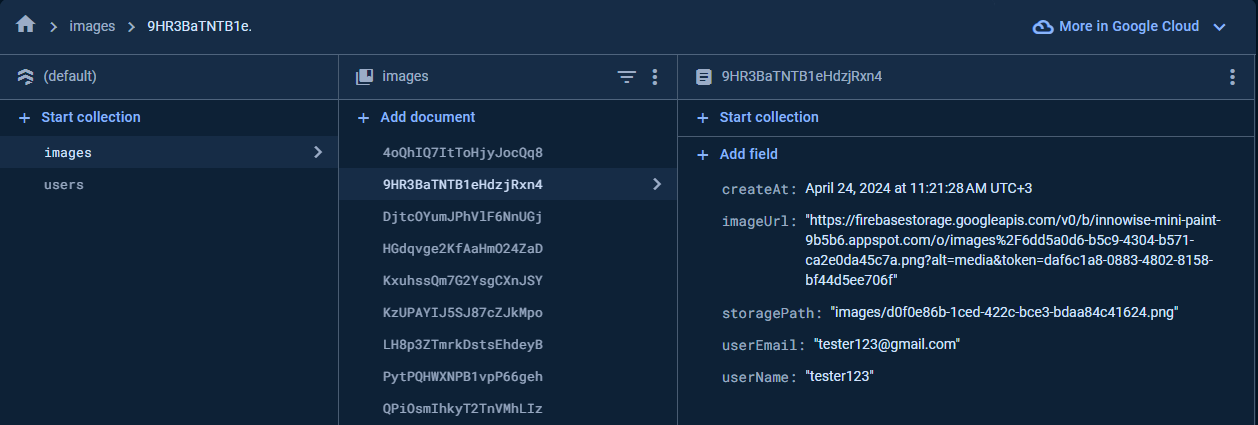 images
9HR3BaTNTB1e.
More in Google Cloud
(default)
images
9HR3BaTNTB1eHdzjRxn4
Start collection
Add document
Start collection
images
4oQhIQ7ItToHjyJocQq8
Add field
users
9HR3BaTNTB1eHdzjRxn4
DjtcOYumJPhVlF6NnUGj
HGdqvge2KfAaHmO24ZaD
KxuhssQm7G2YsgCXnJSY
KzUPAYIJ5SJ87cZJkMpo
LH8p3ZTmrkDstsEhdeyB
PytPQHWXNPB1vpP66geh
QPiOsmIhkyT2TnVMhLIz
createAt: April 24, 2024 at 11:21:28 AM UTC+3
imageUrl: "https://firebasestorage.googleapis.com/v0/b/innowise-mini-paint-
9b5b6.appspot.com/o/images%2F6dd5a0d6-b5c9-4304-b571-
ca2e0da45c7a.png?alt=media&token=daf6c1a8-0883-4802-8158-
bf44d5ee706f"
storagePath: "images/d0f0e86b-1ced-422c-bce3-bdaa84c41624.png"
userEmail: "tester123@gmail.com"
userName: "tester123"